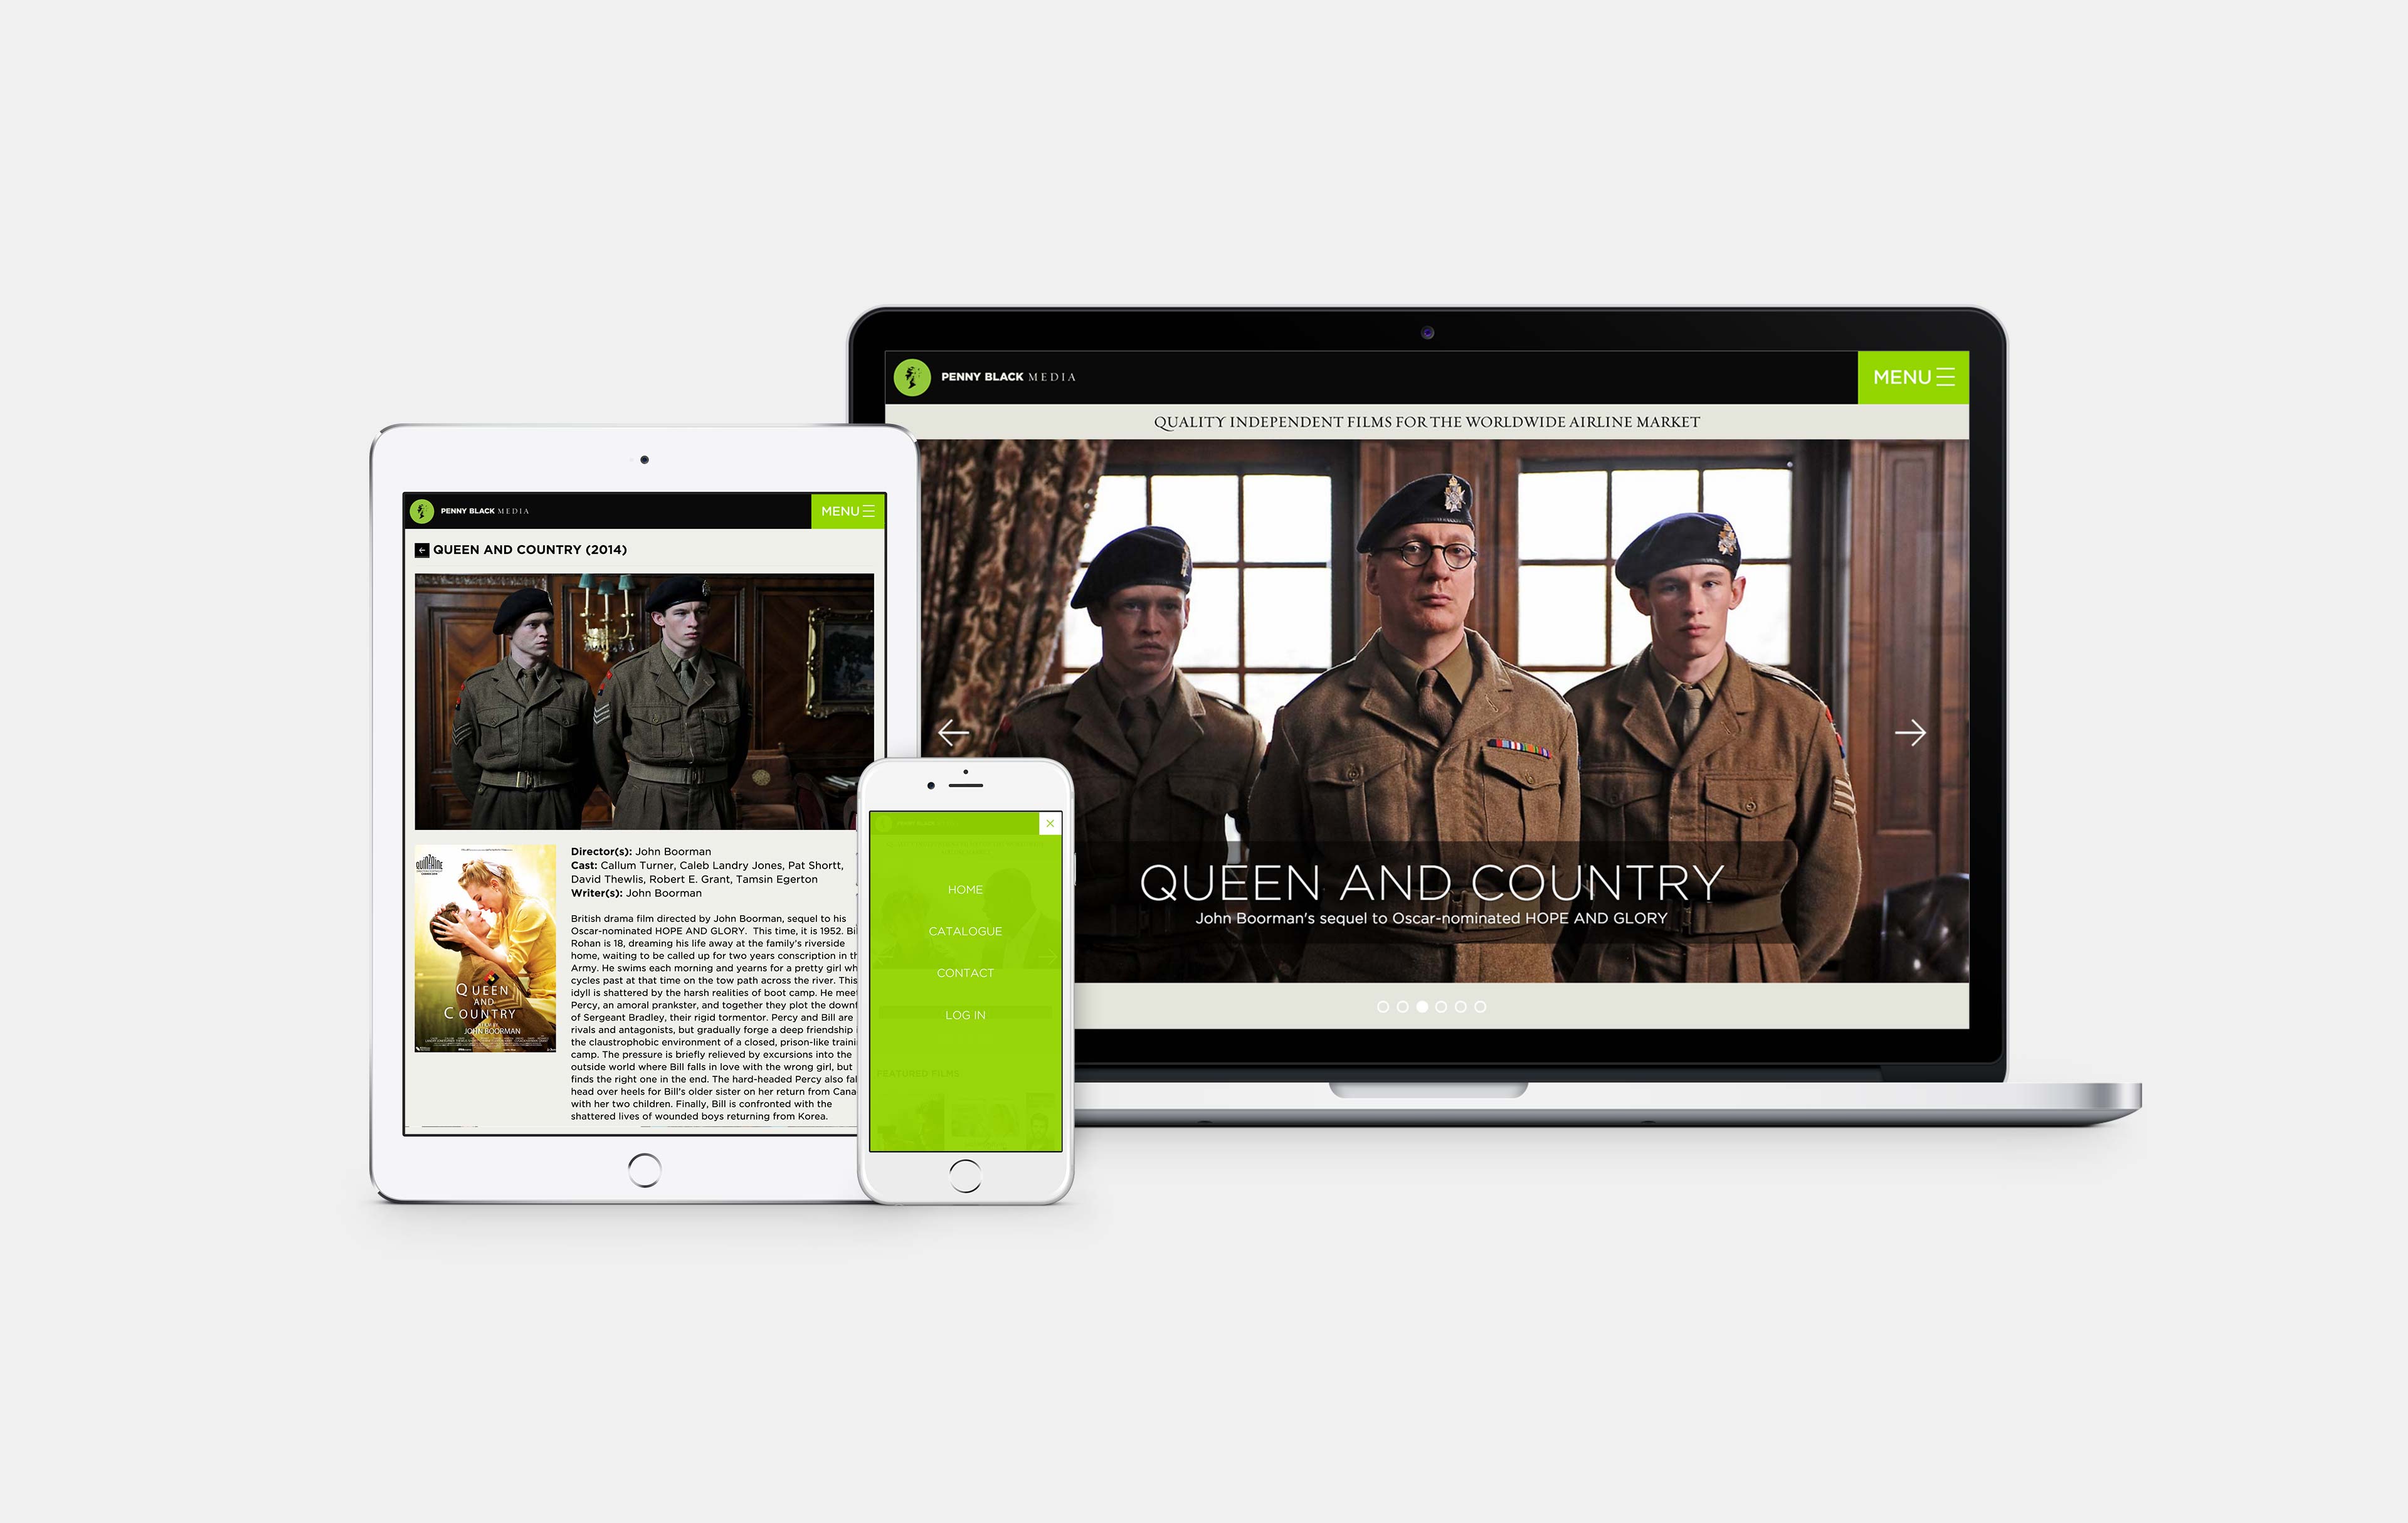 PENNY BLACK MEDIA
MENU
QUALITY INDEPENDENT FILMS FOR THE WORLDWIDE AIRLINE MARKET
QUEEN AND COUNTRY
John Boorman's sequel to Oscar-nominated HOPE AND GLORY
PENNY BLACK MEDIA
MENU
QUEEN AND COUNTRY (2014)
Director(s): John Boorman
Cast: Callum Turner, Caleb Landry Jones, Pat Shortt,
David Thewlis, Robert E. Grant, Tamsin Egerton
Writer(s): John Boorman
British drama film directed by John Boorman, sequel to his
Oscar-nominated HOPE AND GLORY. This time, it is 1952. Bi
Rohan is 18, dreaming his life away at the family's riverside
home, waiting to be called up for two years conscription in th
Army. He swims each morning and yearns for a pretty girl wh
cycles past at that time on the tow path across the river. This
idyll is shattered by the harsh realities of boot camp. He meet
Percy, an amoral prankster, and together they plot the downf
of Sergeant Bradley, their rigid tormentor. Percy and Bill are
rivals and antagonists, but gradually forge a deep friendship i
the claustrophobic environment of a closed, prison-like traini
camp. The pressure is briefly relieved by excursions into the
outside world where Bill falls in love with the wrong girl, but
finds the right one in the end. The hard-headed Percy also fal
head over heels for Bill's older sister on her return from Cana
with her two children. Finally, Bill is confronted with the
shattered lives of wounded boys returning from Korea.
QUEEN
AND
COUNTRY
JOHN BOORMAN
PENNY BLACK
HOME
CATALOGUE
CONTACT
LOG IN
FEATURED FILMS